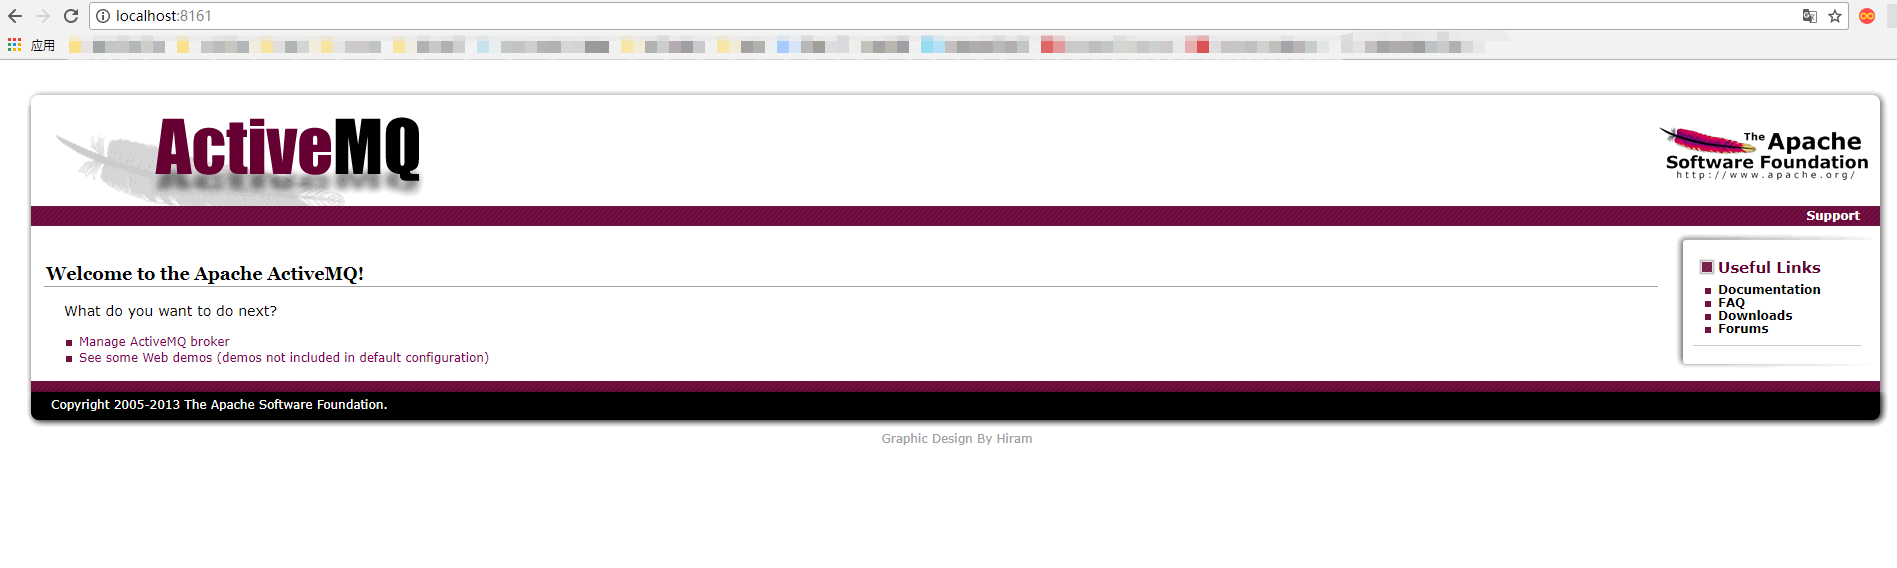 localhost:8161
应用
ActiveMQ
The Apache
Software Foundation
http://www.apache.org/
Support
Welcome to the Apache ActiveMQ!
What do you want to do next?
Manage ActiveMQ broker
See some Web demos (demos not included in default configuration)
Useful Links
Documentation
FAQ
Downloads
Forums
Copyright 2005-2013 The Apache Software Foundation.
Graphic Design By Hiram